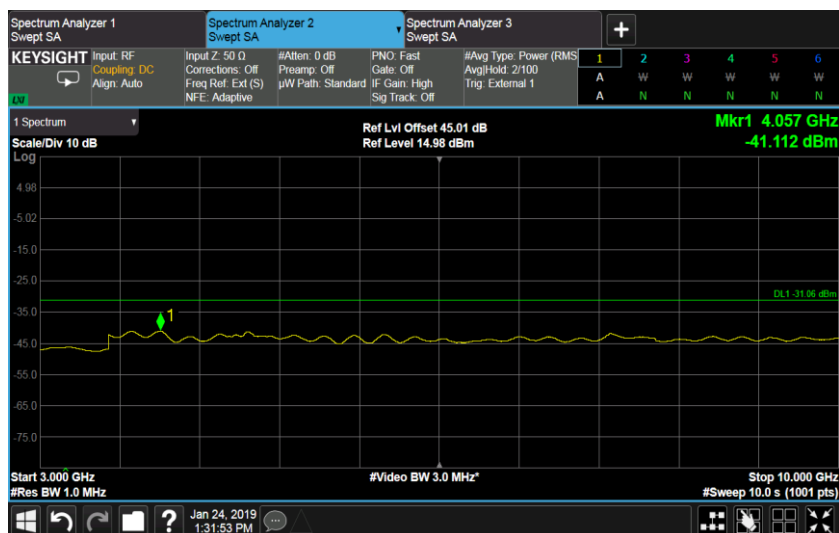 Spectrum Analyzer 1
Swept SA
Spectrum Analyzer 2
Swept SA
Spectrum Analyzer 3
Swept SA
+
KEYSIGHT
LXI
Input: RF
Coupling: DC
Align: Auto
Input Z: 50 Ω
Corrections: Off
Freq Ref: Ext (S)
NFE: Adaptive
#Atten: 0 dB
Preamp: Off
µW Path: Standard
PNO: Fast
Gate: Off
IF Gain: High
Sig Track: Off
#Avg Type: Power (RMS
Avg|Hold: 2/100
Trig: External 1
1 2 3 4 5 6
A W W W W W
A N N N N N
1 Spectrum
Scale/Div 10 dB
Ref Lvl Offset 45.01 dB
Ref Level 14.98 dBm
Mkr1 4.057 GHz
-41.112 dBm
Log
4.98
-5.02
-15.0
-25.0
DL1 -31.06 dBm
-35.0
1
-45.0
-55.0
-65.0
-75.0
Start 3.000 GHz
#Res BW 1.0 MHz
#Video BW 3.0 MHz*
Stop 10.000 GHz
#Sweep 10.0 s (1001 pts)
?
Jan 24, 2019
1:31:53 PM